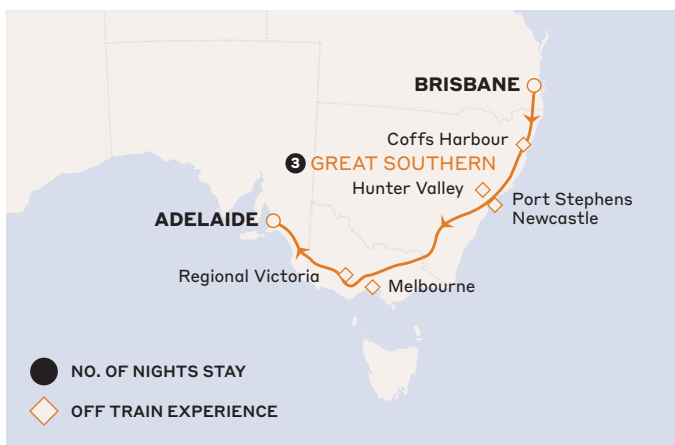 BRISBANE
Coffs Harbour
3 GREAT SOUTHERN
Hunter Valley
Port Stephens
Newcastle
ADELAIDE
Regional Victoria
Melbourne
NO. OF NIGHTS STAY
OFF TRAIN EXPERIENCE